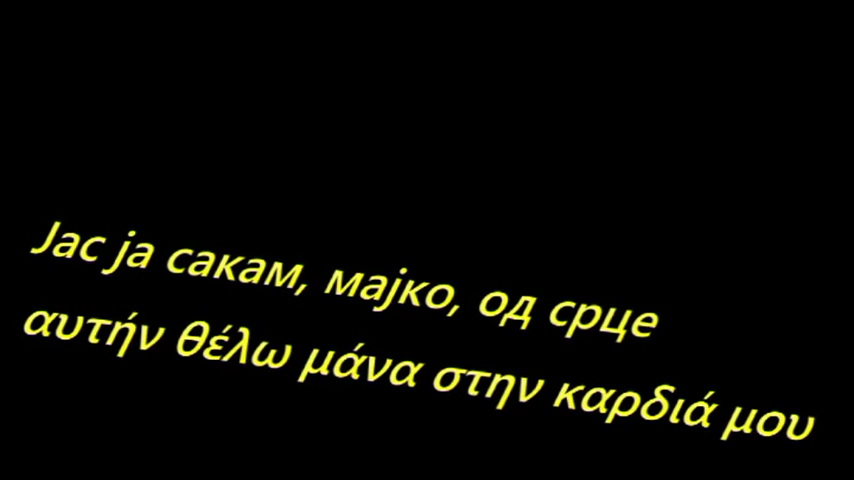 Јас ја сакам, мајко, од срце
αυτήν θέλω μάνα στην καρδιά μου